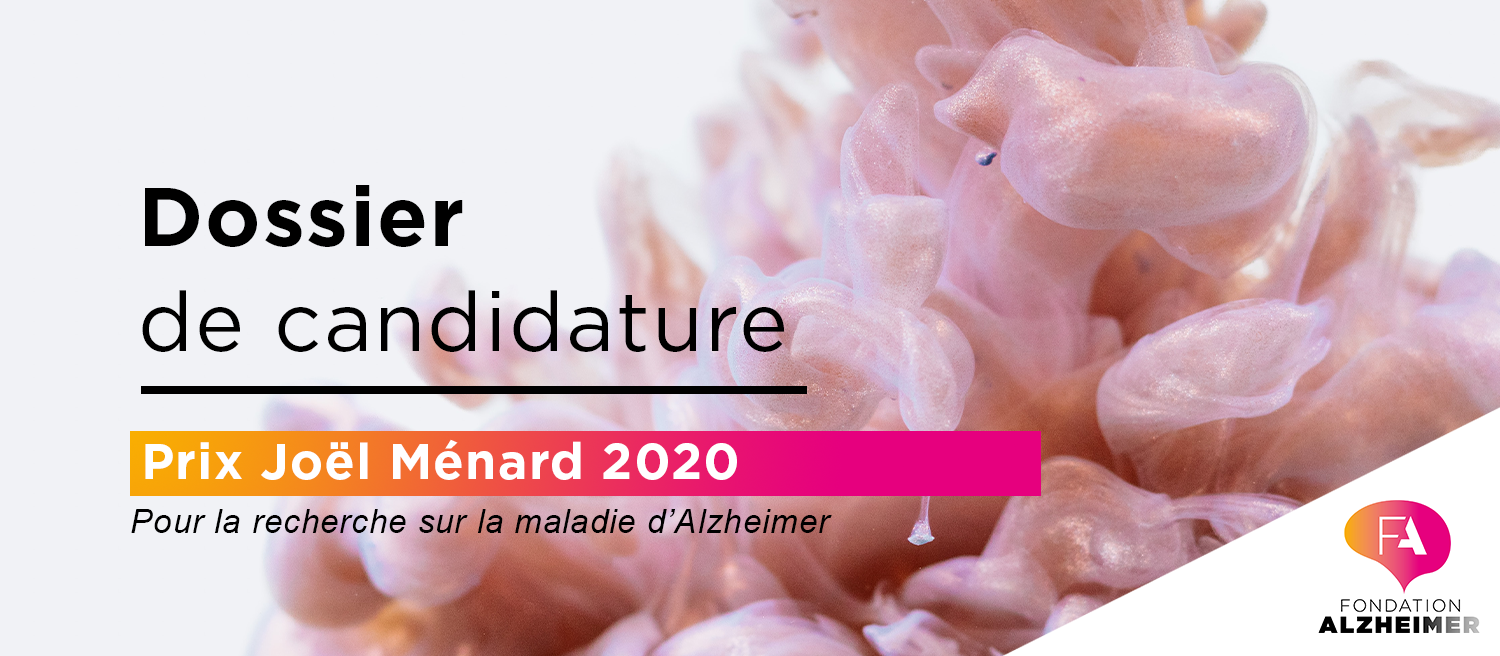 Dossier
de candidature
Prix Joël Ménard 2020
Pour la recherche sur la maladie d'Alzheimer
FA
FONDATION
ALZHEIMER